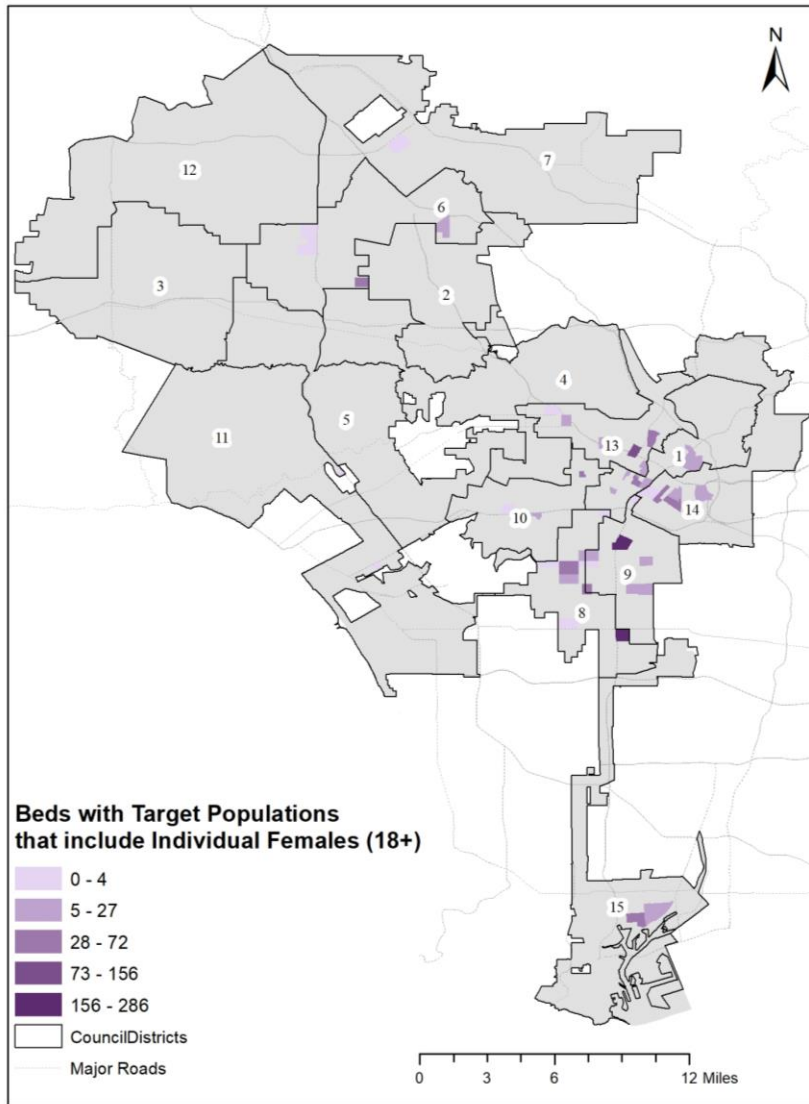 N
12
7
6
3
2
4
5
11
13
1
14
10
9
8
15
Beds with Target Populations
that include Individual Females (18+)
0 - 4
5 - 27
28 - 72
73 - 156
156 - 286
CouncilDistricts
Major Roads
0 3 6 12 Miles